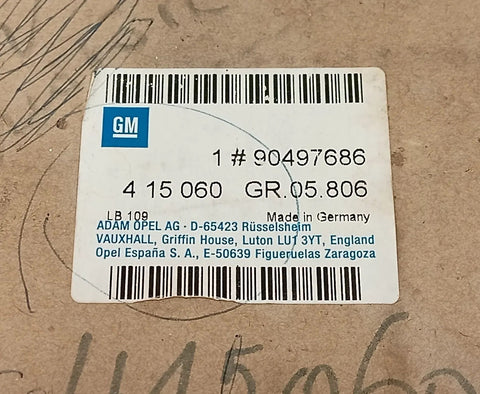 GM
1 # 90497686
4 15 060 GR.05.806
LB 109 Made in Germany
ADAM OPEL AG · D-65423 Rüsselsheim
VAUXHALL, Griffin House, Luton LU1 3YT, England
Opel España S. A., E-50639 Figueruelas Zaragoza
415060